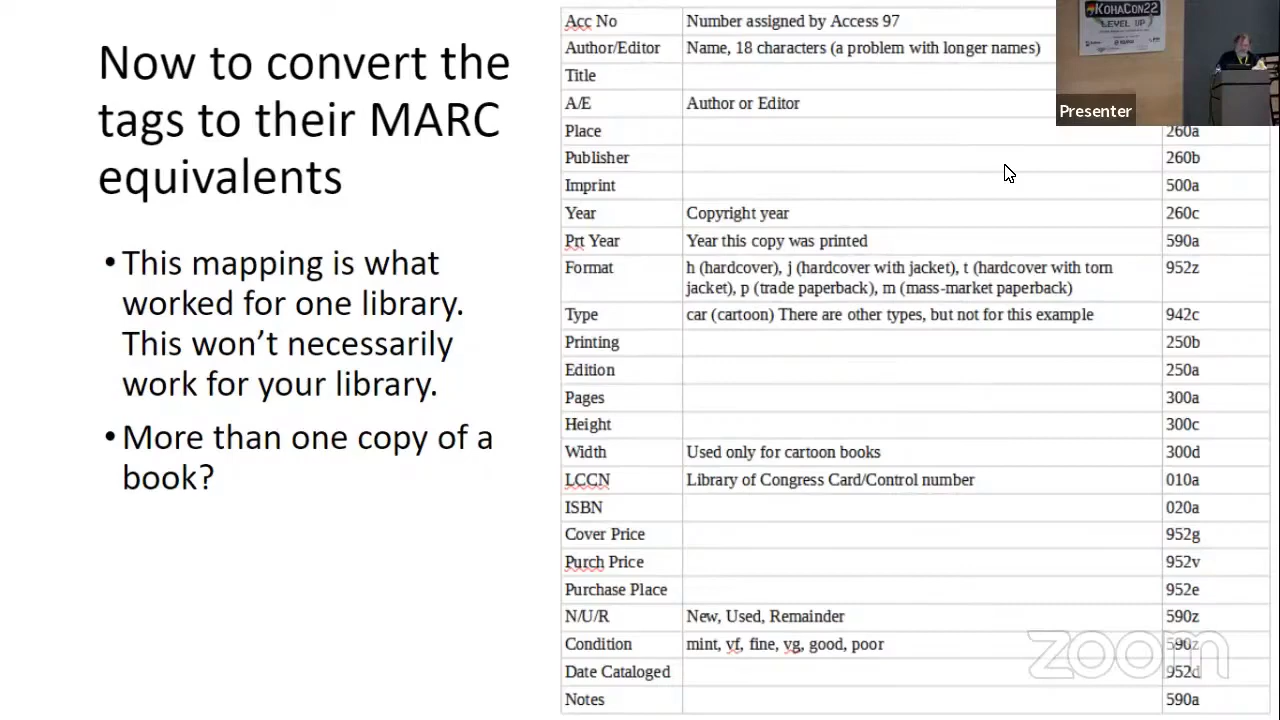 Now to convert the
tags to their MARC
equivalents
•This mapping is what
worked for one library.
This won’t necessarily
work for your library.
•More than one copy of a
book?
Acc No Number assigned by Access 97
Author/Editor Name, 18 characters (a problem with longer names)
Title
A/E Author or Editor
Place 260a
Publisher 260b
Imprint 500a
Year Copyright year 260c
Prt Year Year this copy was printed 590a
Format h (hardcover), j (hardcover with jacket), t (hardcover with torn 952z
jacket), p (trade paperback), m (mass-market paperback)
Type car (cartoon) There are other types, but not for this example 942c
Printing 250b
Edition 250a
Pages 300a
Height 300c
Width Used only for cartoon books 300d
LCCN Library of Congress Card/Control number 010a
ISBN 020a
Cover Price 952g
Purch Price 952v
Purchase Place 952e
N/U/R New, Used, Remainder 590z
Condition mint, vf, fine, vg, good, poor 590z
Date Cataloged 952d
Notes 590a
KOHACON22
LEVEL UP
Presenter
zoom